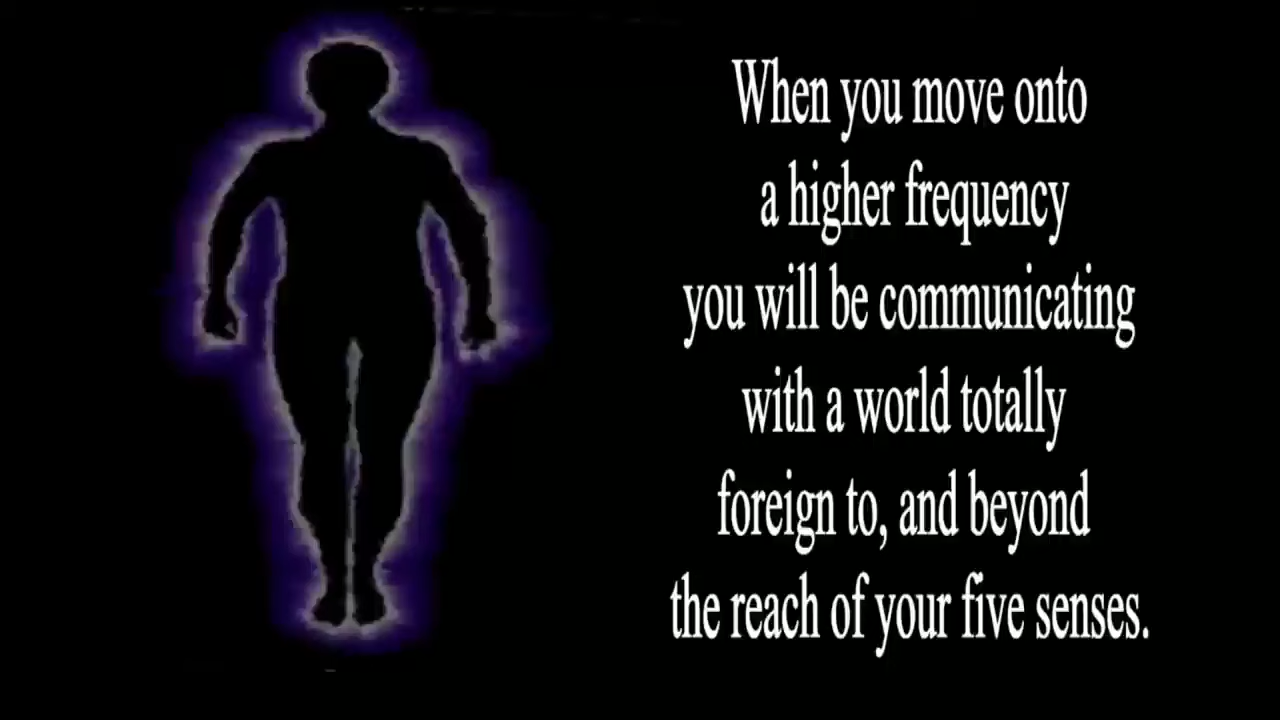 When you move onto
a higher frequency
you will be communicating
with a world totally
foreign to, and beyond
the reach of your five senses.